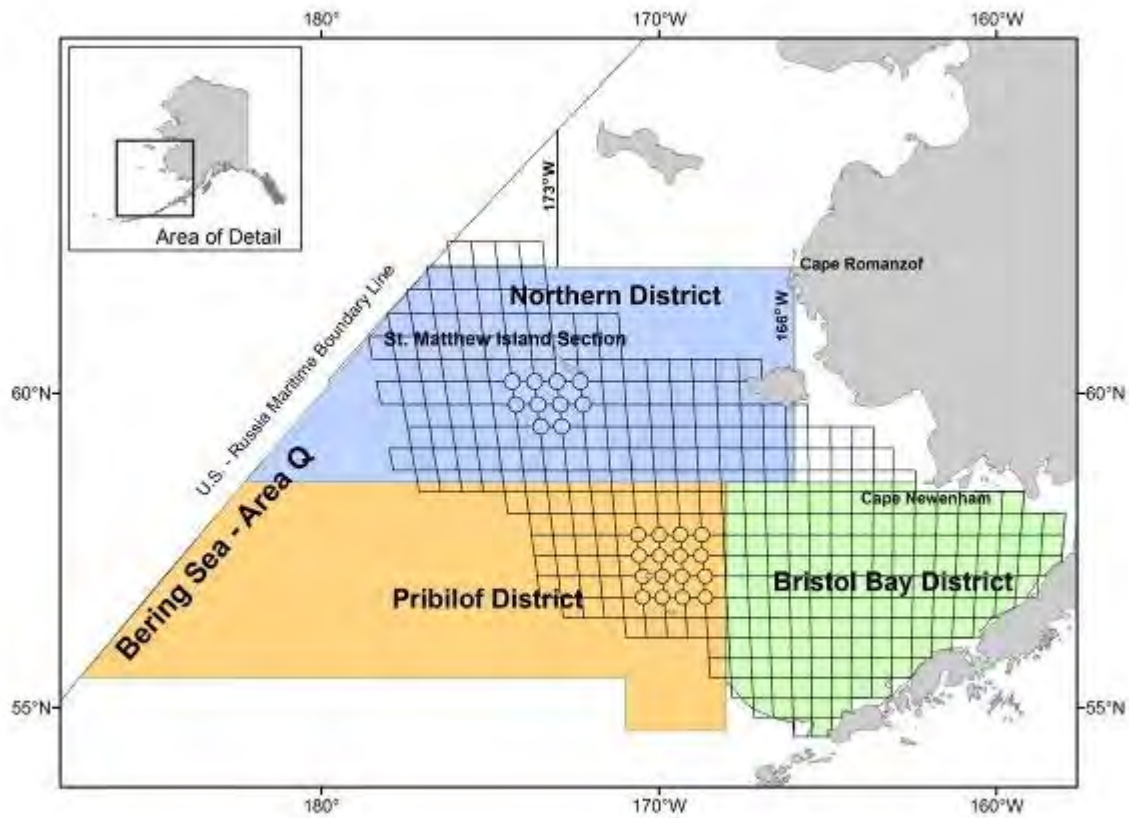 180°
170°W
160°W
Area of Detail
173°W
Cape Romanzof
Northern District
166°W
U.S. - Russia Maritime Boundary Line
St. Matthew Island Section
60°N
60°N
Bering Sea - Area Q
Cape Newenham
Bristol Bay District
Pribilof District
55°N
55°N
180°
170°W
160°W